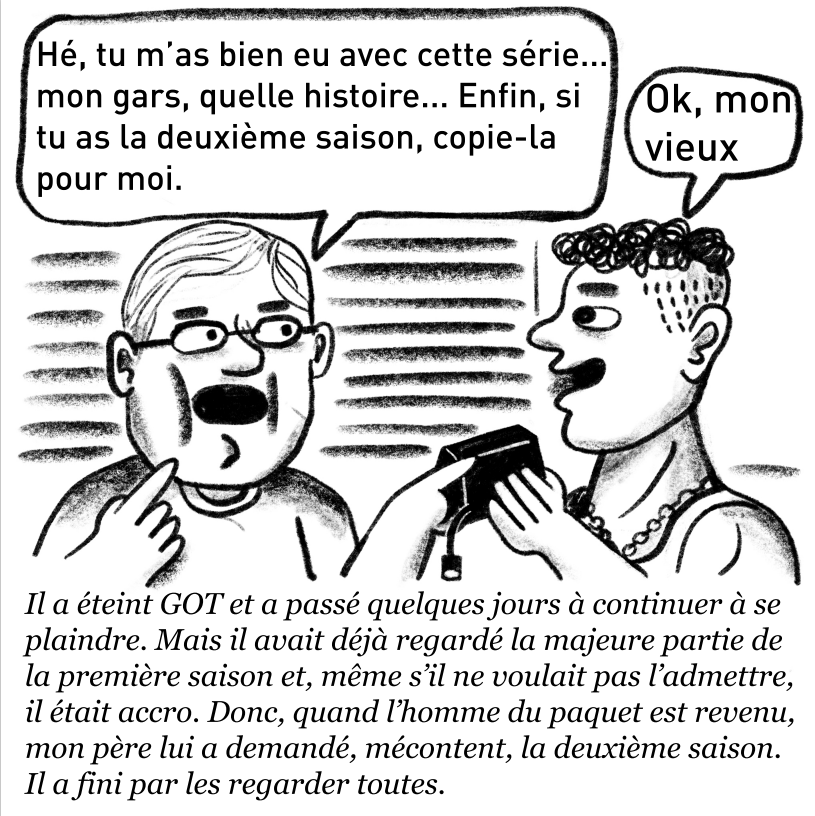 Hé, tu m'as bien eu avec cette série...
mon gars, quelle histoire... Enfin, si
tu as la deuxième saison, copie-la
pour moi.
Ok, mon
vieux
Il a éteint GOT et a passé quelques jours à continuer à se
plaindre. Mais il avait déjà regardé la majeure partie de
la première saison et, même s'il ne voulait pas l'admettre,
il était accro. Donc, quand l'homme du paquet est revenu,
mon père lui a demandé, mécontent, la deuxième saison.
Il a fini par les regarder toutes.